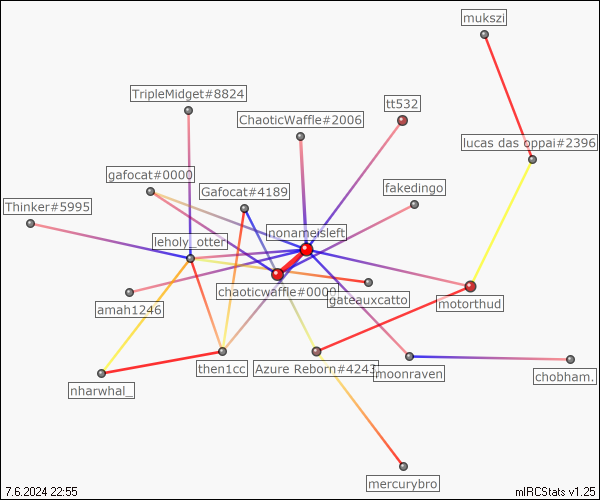 mukszi
TripleMidget#8824
tt532
ChaoticWaffle#2006
lucas das oppai#2396
gafocat#0000
Gafocat#4189
fakedingo
Thinker#5995
nonameisleft
leholy_otter
chaoticwaffle#0000
gateauxcatto
motorthud
amah1246
then1cc
Azure Reborn#4243
moonraven
chobham.
nharwhal_
mercurybro
7.6.2024 22:55
mIRCStats v1.25